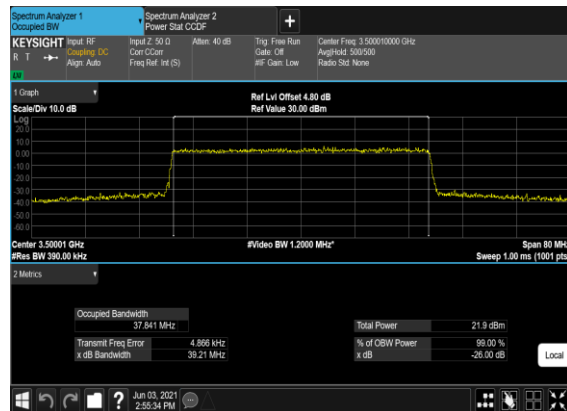 Spectrum Analyzer 1
Occupied BW
Spectrum Analyzer 2
Power Stat CCDF
+
KEYSIGHT
R T
LW
Input: RF
Coupling: DC
Align: Auto
Input Z: 50 Ω
Corr CCorr
Freq Ref: Int (S)
Atten: 40 dB
Trig: Free Run
Gate: Off
#IF Gain: Low
Center Freq: 3.500010000 GHz
Avg|Hold: 500/500
Radio Std: None
1 Graph
Scale/Div 10.0 dB
Ref Lvl Offset 4.80 dB
Ref Value 30.00 dBm
Log
20.0
10.0
0.00
-10.0
-20.0
-30.0
-40.0
-50.0
-60.0
Center 3.50001 GHz
#Res BW 390.00 kHz
#Video BW 1.2000 MHz*
Span 80 MHz
Sweep 1.00 ms (1001 pts)
2 Metrics
Occupied Bandwidth
37.841 MHz
Total Power 21.9 dBm
Transmit Freq Error 4.866 kHz
% of OBW Power 99.00 %
x dB Bandwidth 39.21 MHz
x dB -26.00 dB
Local
?
Jun 03, 2021
2:55:34 PM